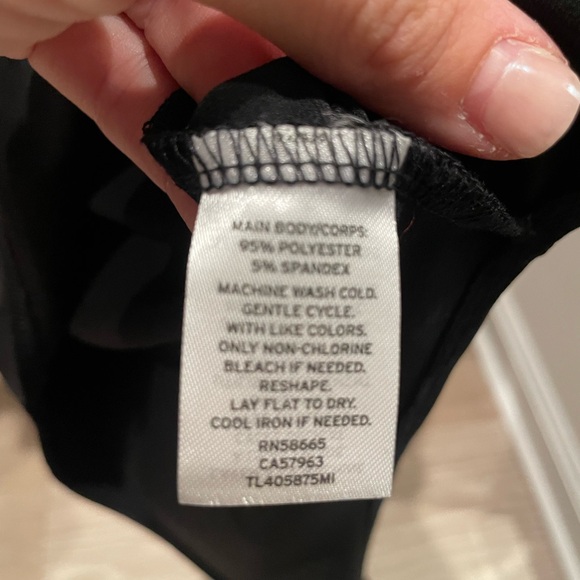 MAIN BODY/CORPS:
95% POLYESTER
5% SPANDEX
MACHINE WASH COLD.
GENTLE CYCLE.
WITH LIKE COLORS.
ONLY NON-CHLORINE
BLEACH IF NEEDED.
RESHAPE.
LAY FLAT TO DRY.
COOL IRON IF NEEDED.
RN58665
CA57963
TL405875MI